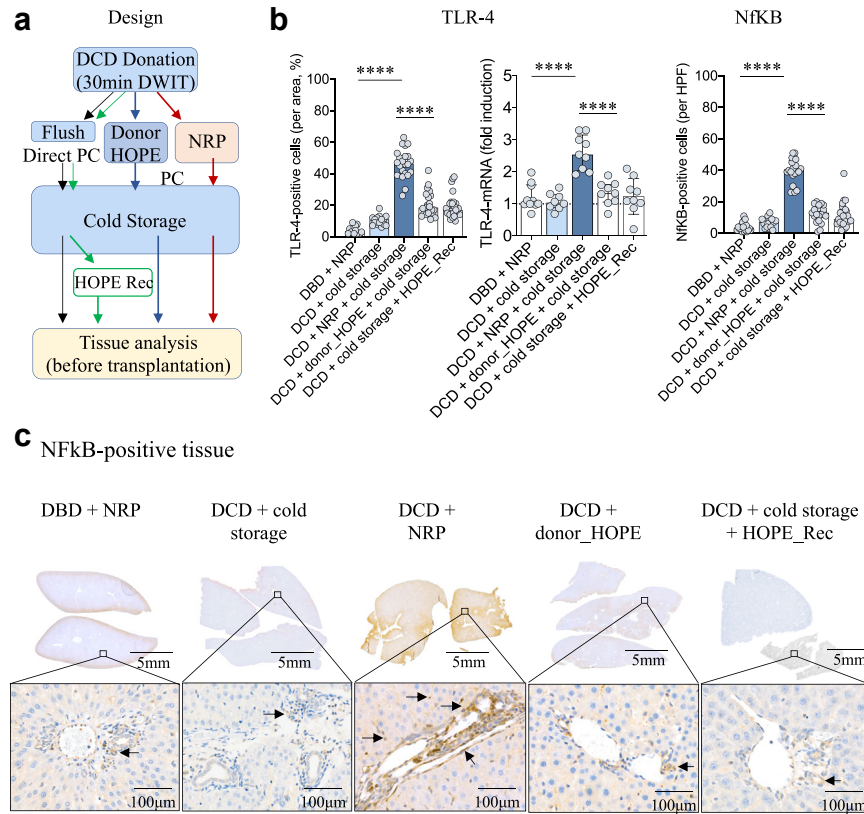 a
Design
DCD Donation
(30min DWIT)
Flush
Donor
HOPE
NRP
Direct PC
PC
Cold Storage
HOPE Rec
Tissue analysis
(before transplantation)
b
TLR-4
NfKB
TLR-4-positive cells (per area, %)
100
80
60
40
20
0
****
****
DBD + NRP
DCD + cold storage
DCD + NRP + cold storage
DCD + donor_HOPE + cold storage
DCD + cold storage + HOPE_Rec
TLR-4-mRNA (fold induction)
5
4
3
2
1
0
****
****
DBD + NRP
DCD + cold storage
DCD + NRP + cold storage
DCD + donor_HOPE + cold storage
DCD + cold storage + HOPE_Rec
NfKB-positive cells (per HPF)
100
80
60
40
20
0
****
****
DBD + NRP
DCD + cold storage
DCD + NRP + cold storage
DCD + donor_HOPE + cold storage
DCD + cold storage + HOPE_Rec
c
NFkB-positive tissue
DBD + NRP
DCD + cold
storage
DCD +
NRP
DCD +
donor_HOPE
DCD + cold storage
+ HOPE_Rec
5mm
5mm
5mm
5mm
5mm
100μm
100μm
100μm
100μm
100μm